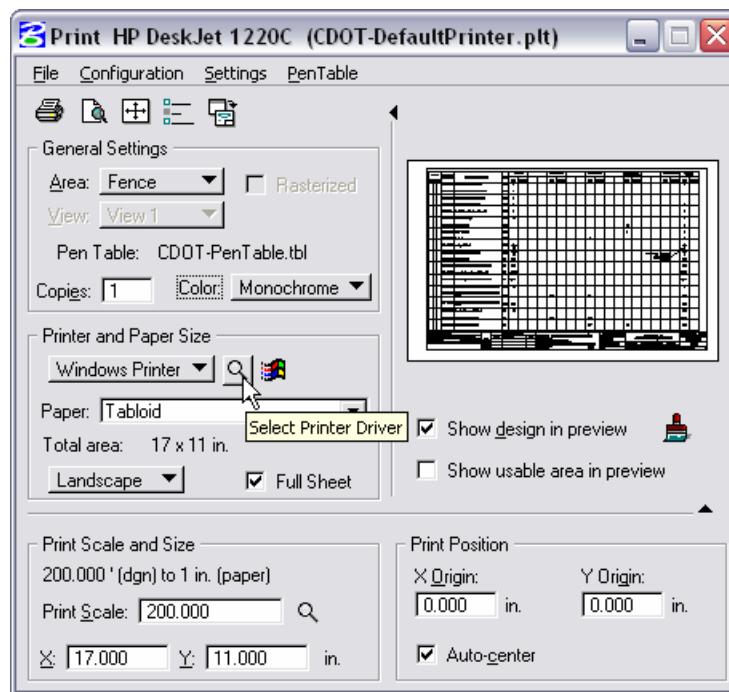 Print HP DeskJet 1220C (CDOT-DefaultPrinter.plt)
File Configuration Settings PenTable
General Settings
Area: Fence Rasterized
View: View 1
Pen Table: CDOT-PenTable.tbl
Copies: 1 Color: Monochrome
Printer and Paper Size
Windows Printer
Paper: Tabloid
Select Printer Driver
Total area: 17 x 11 in.
Landscape Full Sheet
Show design in preview
Show usable area in preview
Print Scale and Size
200.000 ' (dgn) to 1 in. (paper)
Print Scale: 200.000
X: 17.000 Y: 11.000 in.
Print Position
X Origin: Y Origin:
0.000 in. 0.000 in.
Auto-center